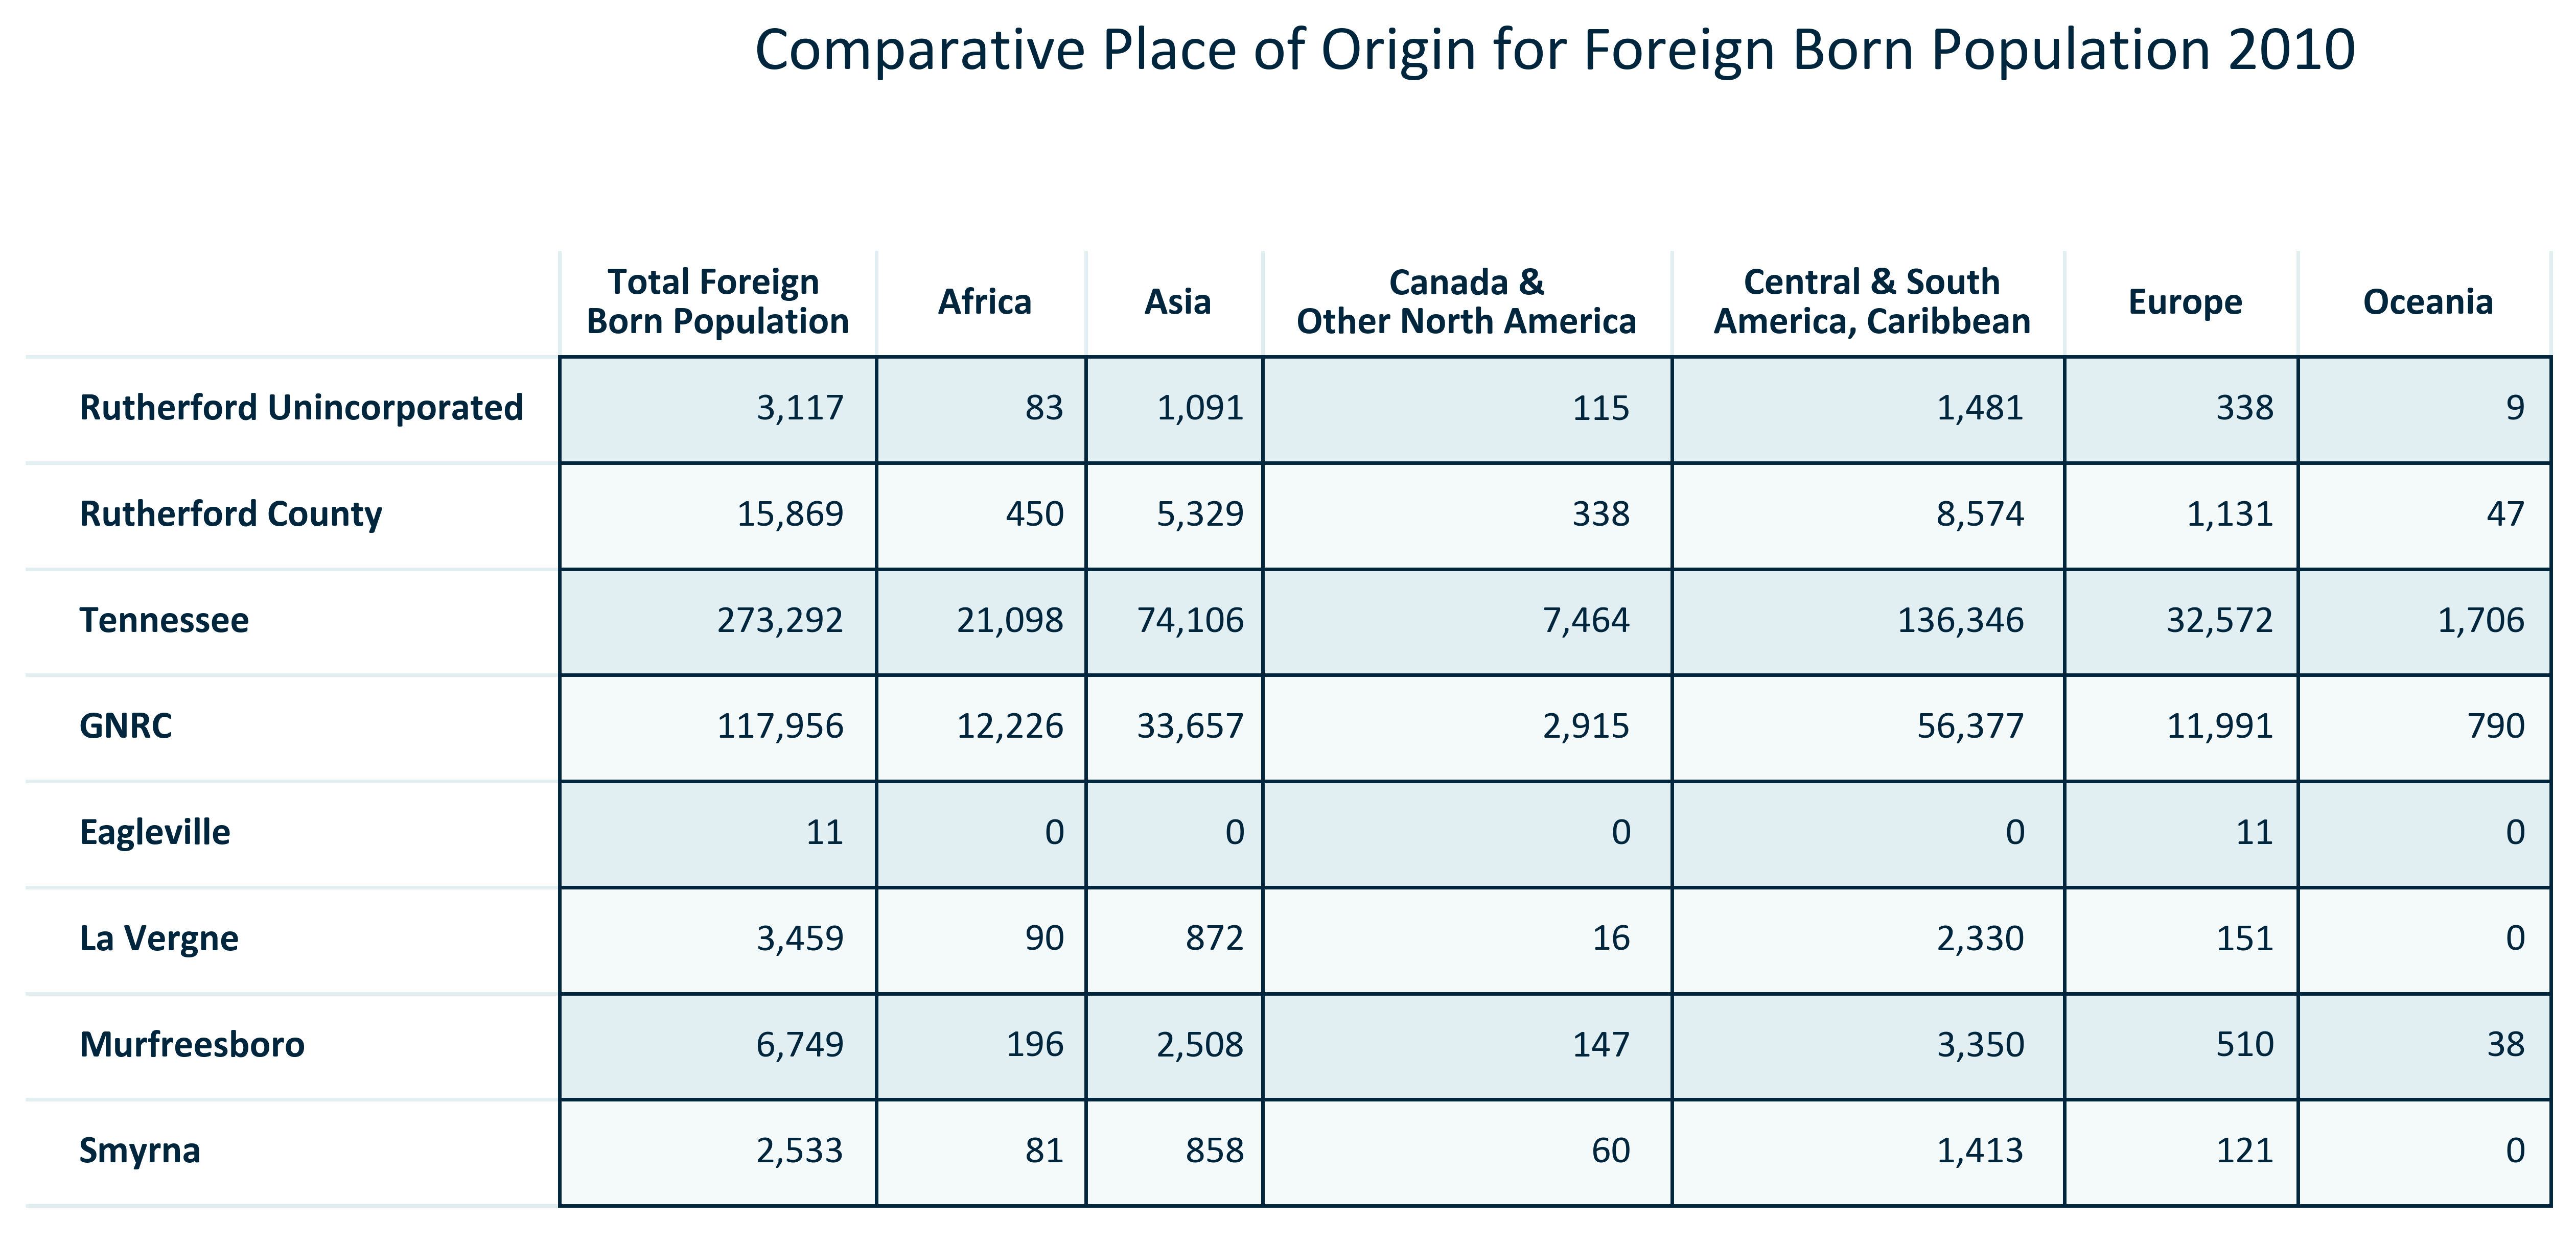 Comparative Place of Origin for Foreign Born Population 2010
Total Foreign Born Population Africa Asia Canada & Other North America Central & South America, Caribbean Europe Oceania
Rutherford Unincorporated 3,117 83 1,091 115 1,481 338 9
Rutherford County 15,869 450 5,329 338 8,574 1,131 47
Tennessee 273,292 21,098 74,106 7,464 136,346 32,572 1,706
GNRC 117,956 12,226 33,657 2,915 56,377 11,991 790
Eagleville 11 0 0 0 0 11 0
La Vergne 3,459 90 872 16 2,330 151 0
Murfreesboro 6,749 196 2,508 147 3,350 510 38
Smyrna 2,533 81 858 60 1,413 121 0